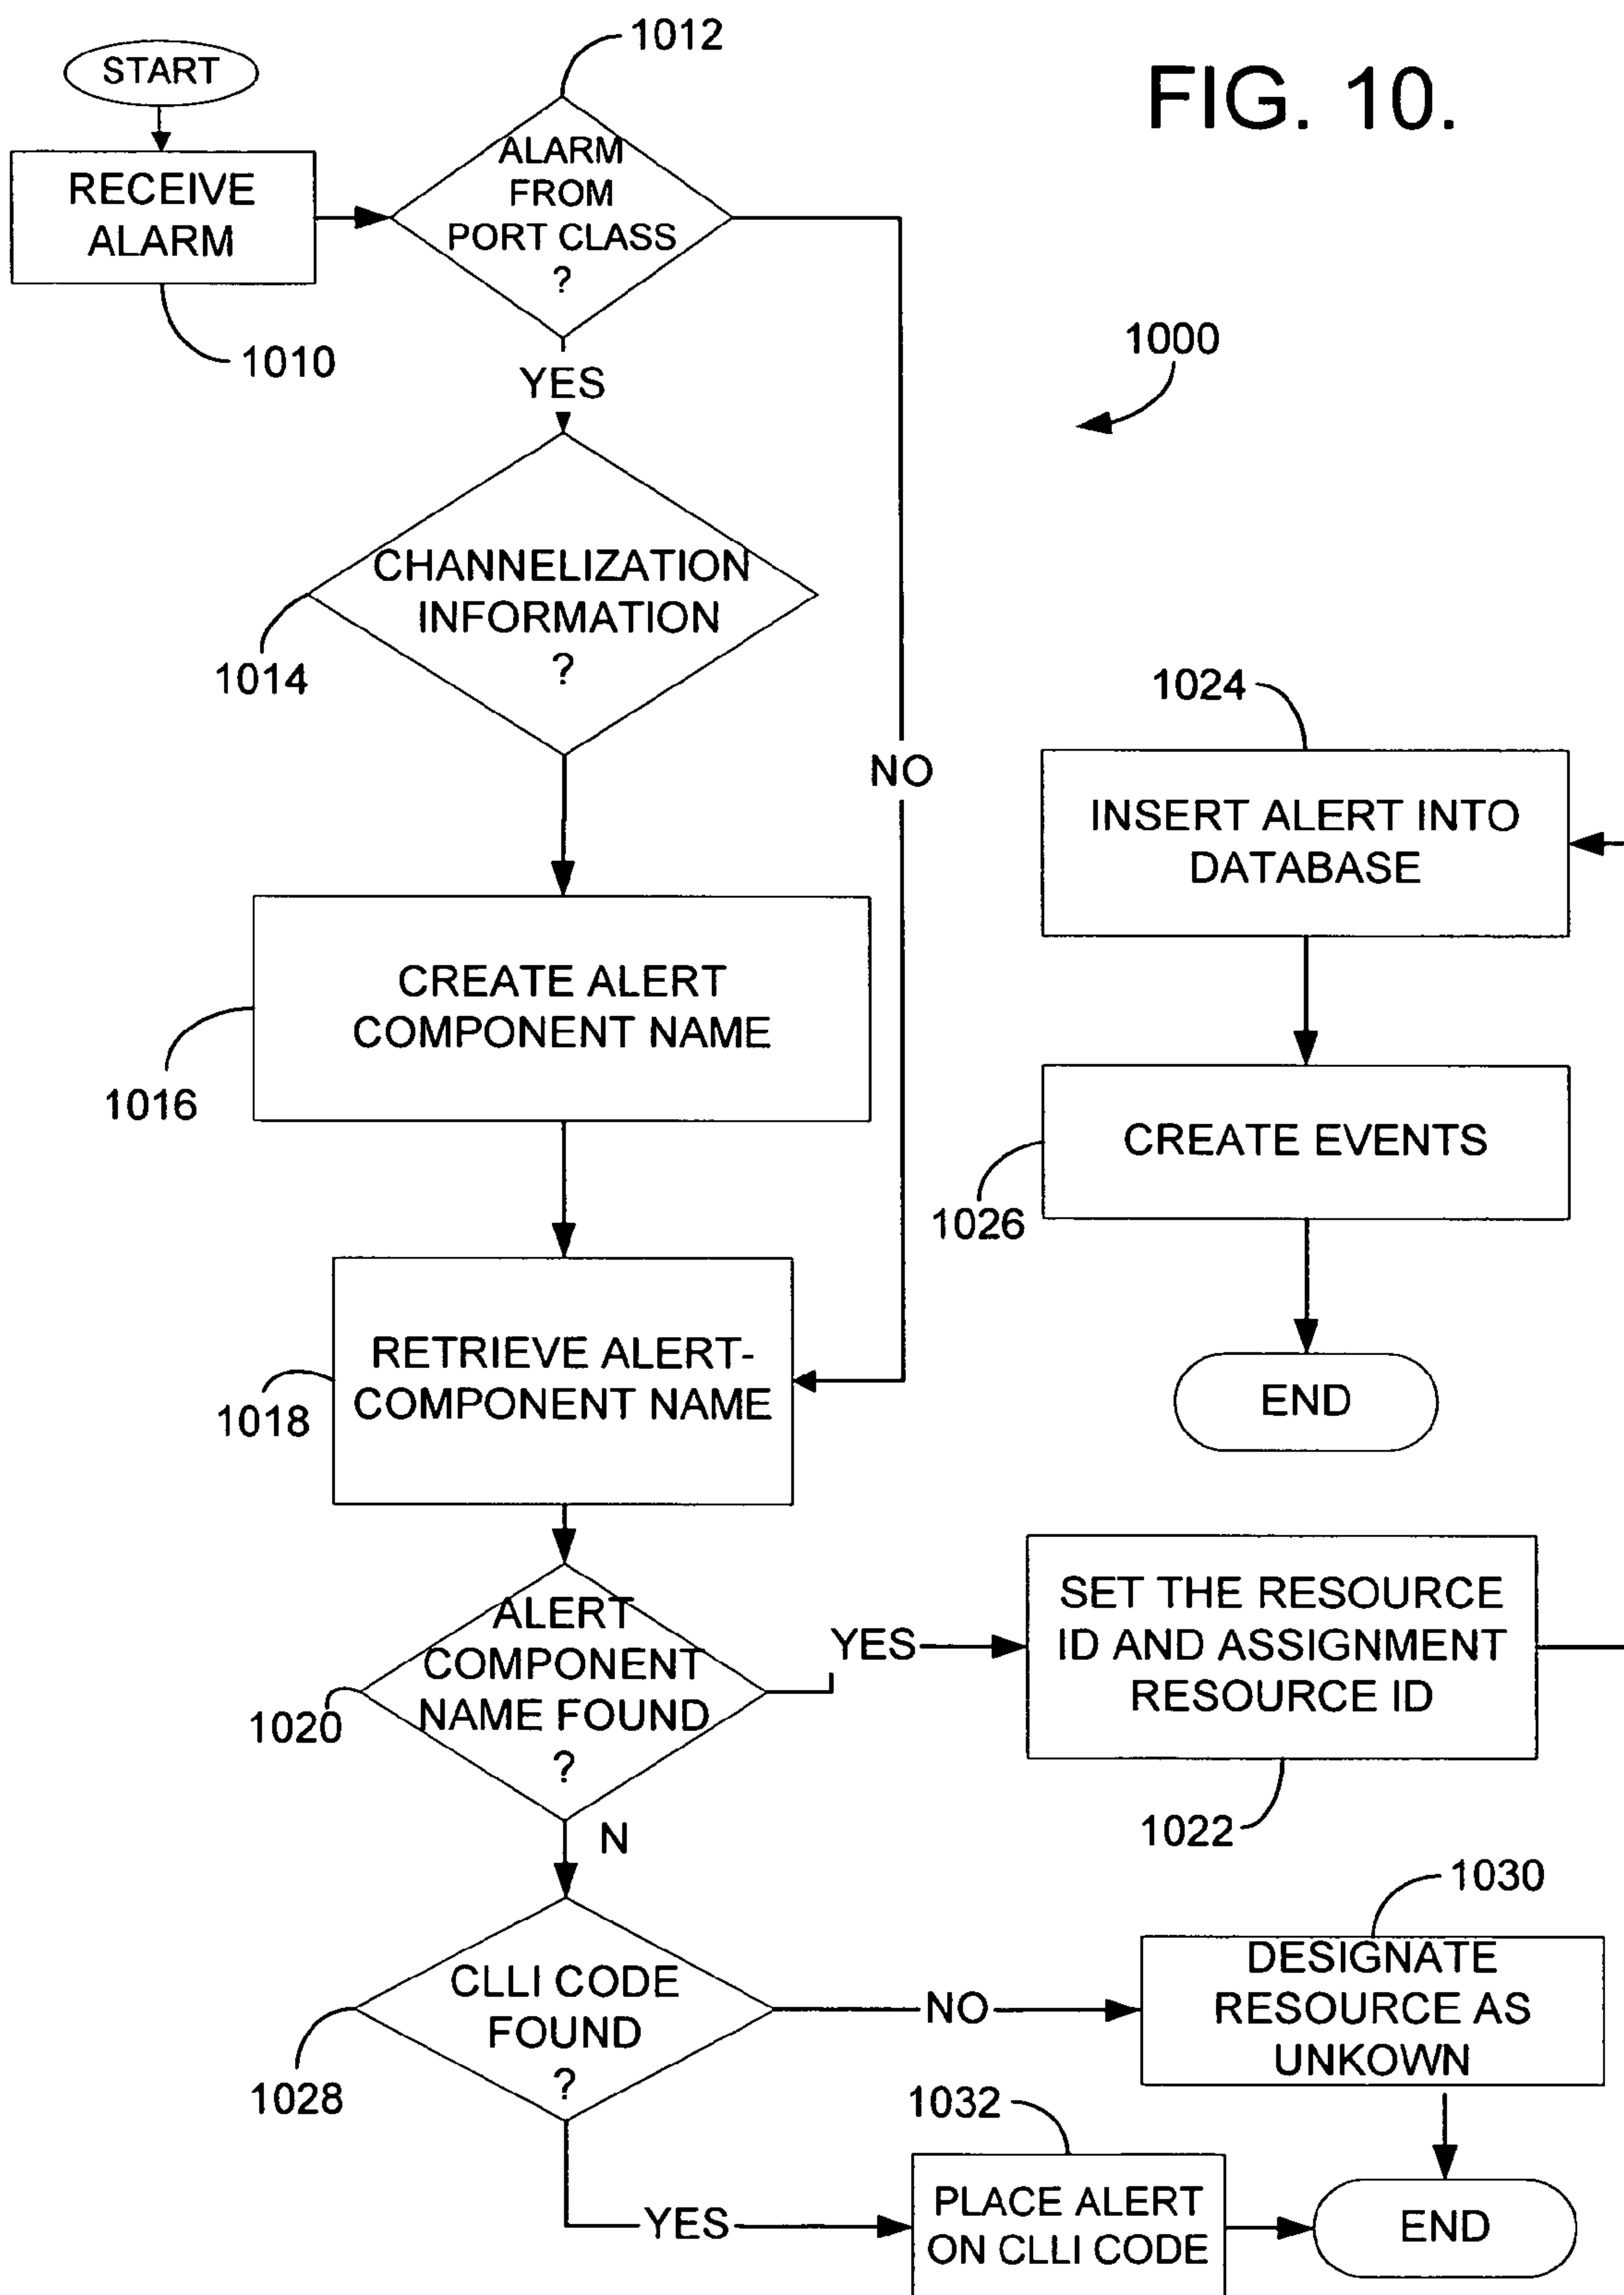 FIG. 10.
START
1012
RECEIVE
ALARM
1010
ALARM
FROM
PORT CLASS
?
YES
NO
1000
CHANNELIZATION
INFORMATION
?
1014
CREATE ALERT
COMPONENT NAME
1016
RETRIEVE ALERT-
COMPONENT NAME
1018
ALERT
COMPONENT
NAME FOUND
?
1020
YES
N
SET THE RESOURCE
ID AND ASSIGNMENT
RESOURCE ID
1022
1024
INSERT ALERT INTO
DATABASE
CREATE EVENTS
1026
END
CLLI CODE
FOUND
?
1028
NO
1030
DESIGNATE
RESOURCE AS
UNKOWN
YES
1032
PLACE ALERT
ON CLLI CODE
END